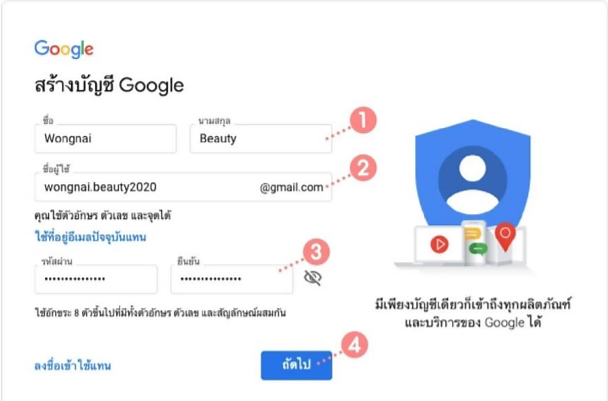 Google
สร้างบัญชี Google
ชื่อ
นามสกุล
Wongnai
Beauty
1
ชื่อผู้ใช้
wongnai.beauty2020
@gmail.com
2
คุณใช้ตัวอักษร ตัวเลข และจุดได้
ใช้ที่อยู่อีเมลปัจจุบันแทน
3
รหัสผ่าน
ยืนยัน
ใช้อักขระ 8 ตัวขึ้นไปที่มีทั้งตัวอักษร ตัวเลข และสัญลักษณ์ผสมกัน
มีเพียงบัญชีเดียวก็เข้าถึงทุกผลิตภัณฑ์
และบริการของ Google ได้
4
ลงชื่อเข้าใช้แทน
ถัดไป